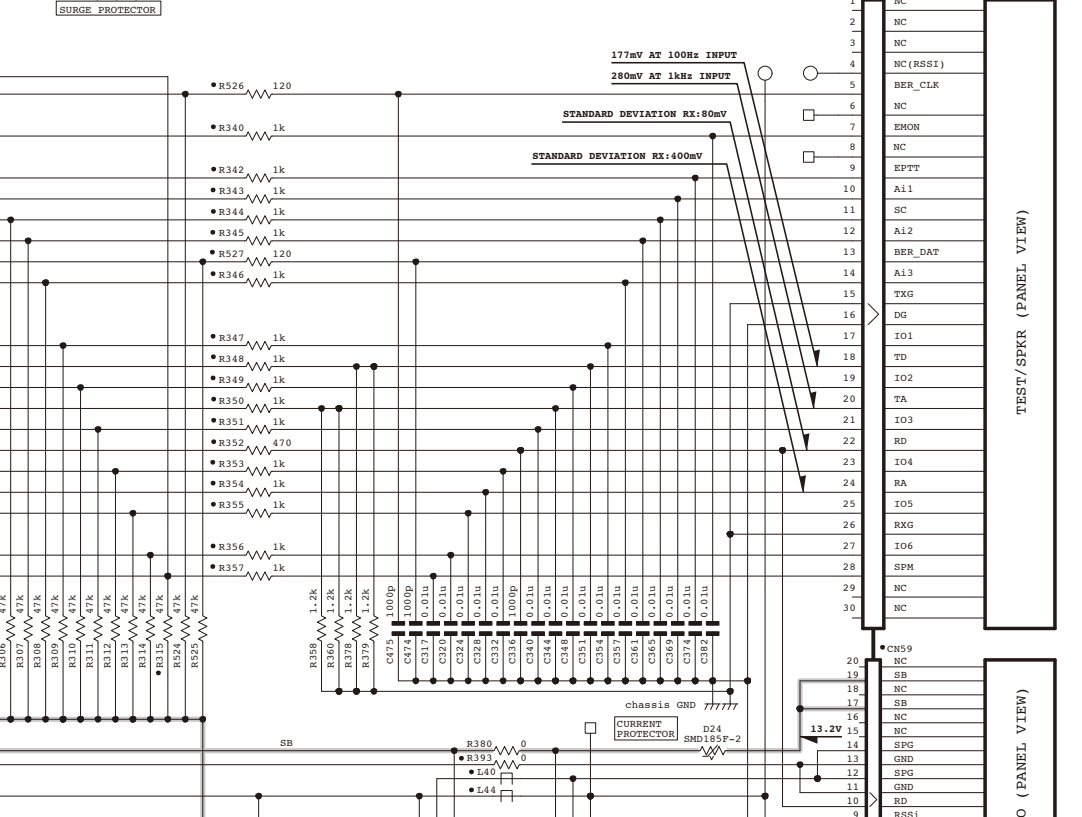 SURGE PROTECTOR
177mV AT 100Hz INPUT
280mV AT 1kHz INPUT
STANDARD DEVIATION RX:80mV
STANDARD DEVIATION RX:400mV
R526 120
R340 1k
R342 1k
R343 1k
R344 1k
R345 1k
R527 120
R346 1k
R347 1k
R348 1k
R349 1k
R350 1k
R351 1k
R352 470
R353 1k
R354 1k
R355 1k
R356 1k
R357 1k
1 NC
2 NC
3 NC
4 NC(RSSI)
5 BER_CLK
6 NC
7 EMON
8 NC
9 EPTT
10 Ai1
11 SC
12 Ai2
13 BER_DAT
14 Ai3
15 TXG
16 DG
17 IO1
18 TD
19 IO2
20 TA
21 IO3
22 RD
23 IO4
24 RA
25 IO5
26 RXG
27 IO6
28 SPM
29 NC
30 NC
TEST/SPKR (PANEL VIEW)
R306 47k
R307 47k
R308 47k
R309 47k
R310 47k
R311 47k
R312 47k
R313 47k
R314 47k
R315 47k
R524 47k
R525 47k
R358 1.2k
R360 1.2k
R378 1.2k
R379 1.2k
C475 1000p
C474 1000p
C317 0.01u
C320 0.01u
C324 0.01u
C328 0.01u
C332 0.01u
C336 1000p
C340 0.01u
C344 0.01u
C348 0.01u
C351 0.01u
C354 0.01u
C357 0.01u
C361 0.01u
C365 0.01u
C369 0.01u
C374 0.01u
C382 0.01u
chassis GND
CURRENT
PROTECTOR
D24
SMD185F-2
13.2V
SB
R380 0
R393 0
L40
L44
CN59
20 NC
19 SB
18 NC
17 SB
16 NC
15 NC
14 SPG
13 GND
12 SPG
11 GND
10 RD
9 RSSi
O (PANEL VIEW)